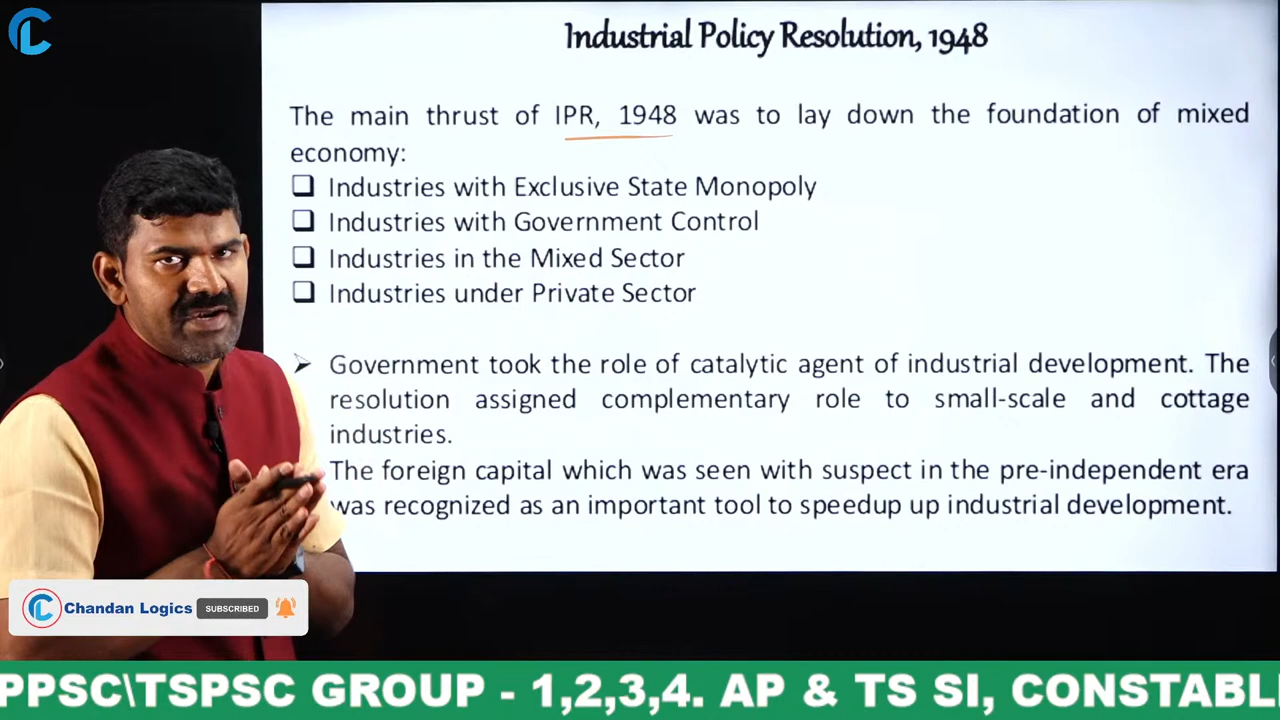 Industrial Policy Resolution, 1948
The main thrust of IPR, 1948 was to lay down the foundation of mixed
economy:
Industries with Exclusive State Monopoly
Industries with Government Control
Industries in the Mixed Sector
Industries under Private Sector
Government took the role of catalytic agent of industrial development. The
resolution assigned complementary role to small-scale and cottage
industries.
The foreign capital which was seen with suspect in the pre-independent era
was recognized as an important tool to speedup up industrial development.
Chandan Logics SUBSCRIBED
PPSC\TSPSC GROUP - 1,2,3,4. AP & TS SI, CONSTABL